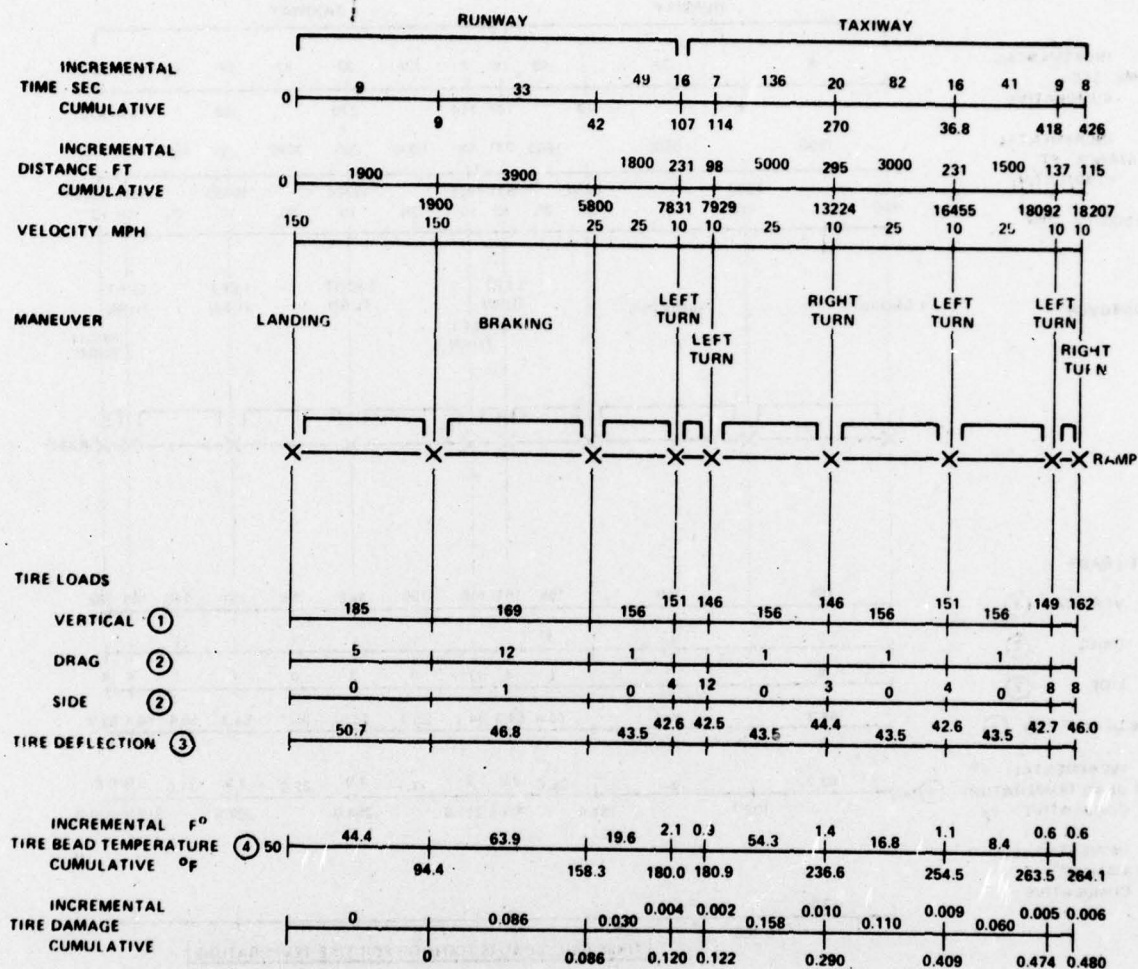 RUNWAY TAXIWAY
INCREMENTAL 9 33 49 16 7 136 20 82 16 41 9 8
TIME SEC 0
CUMULATIVE 9 42 107 114 270 36.8 418 426
INCREMENTAL 1900 3900 1800 231 98 5000 295 3000 231 1500 137 115
DISTANCE FT 0
CUMULATIVE 1900 5800 7831 7929 13224 16455 18092 18207
VELOCITY MPH 150 150 25 25 10 10 25 10 25 10 25 10 10
MANEUVER LANDING BRAKING
LEFT TURN
LEFT TURN
RIGHT TURN
LEFT TURN
LEFT TURN
RIGHT TURN
RAMP
TIRE LOADS
VERTICAL ① 185 169 156 151 146 156 146 156 151 156 149 162
DRAG ② 5 12 1 1 1 1
SIDE ② 0 1 0 4 12 0 3 0 4 0 8 8
TIRE DEFLECTION ③ 50.7 46.8 43.5 42.6 42.5 43.5 44.4 43.5 42.6 43.5 42.7 46.0
INCREMENTAL F° 44.4 63.9 19.6 2.1 0.9 54.3 1.4 16.8 1.1 8.4 0.6 0.6
TIRE BEAD TEMPERATURE ④ 50
CUMULATIVE °F 94.4 158.3 180.0 180.9 236.6 254.5 263.5 264.1
INCREMENTAL 0 0.086 0.030 0.004 0.002 0.158 0.010 0.110 0.009 0.060 0.005 0.006
TIRE DAMAGE
CUMULATIVE 0 0.086 0.120 0.122 0.290 0.409 0.474 0.480